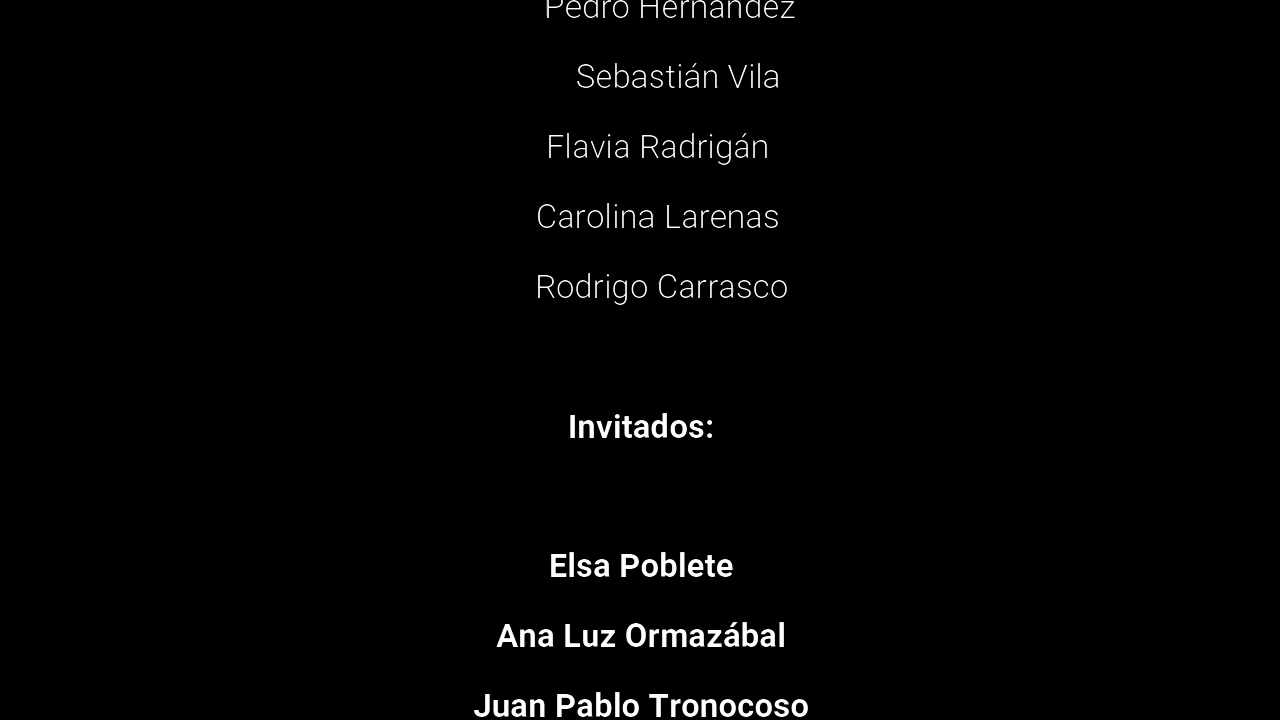 Pedro Hernández
Sebastián Vila
Flavia Radrigán
Carolina Larenas
Rodrigo Carrasco
Invitados:
Elsa Poblete
Ana Luz Ormazábal
Juan Pablo Tronocoso